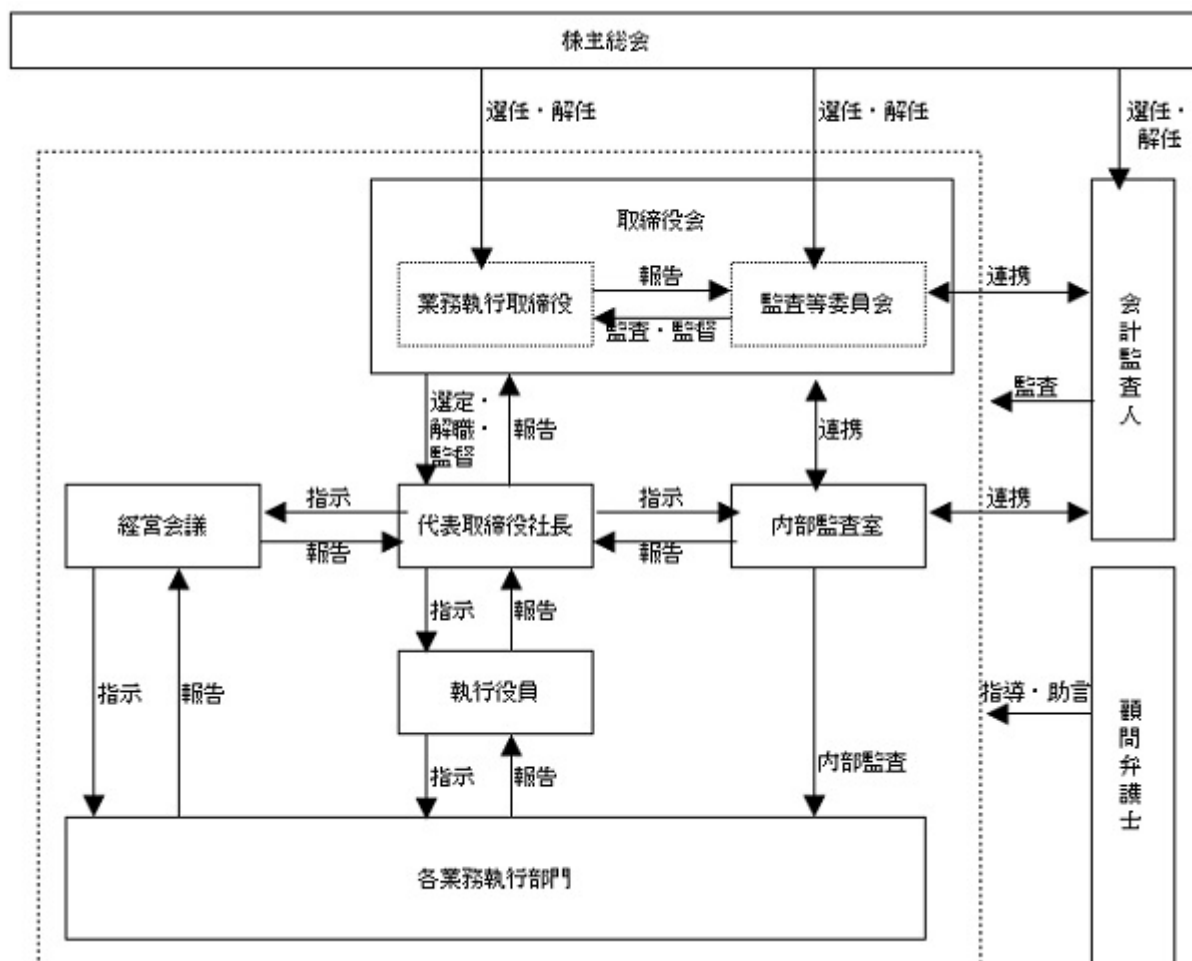 株主総会
選任・解任
選任・解任
選任・
解任
取締役会
業務執行取締役
報告
監査・監督
監査等委員会
連携
会計監査人
監査
選定・
解職・
監督
報告
連携
経営会議
指示
報告
代表取締役社長
指示
報告
内部監査室
連携
指示
報告
執行役員
指示
報告
指示
報告
内部監査
指導・助言
顧問弁護士
各業務執行部門